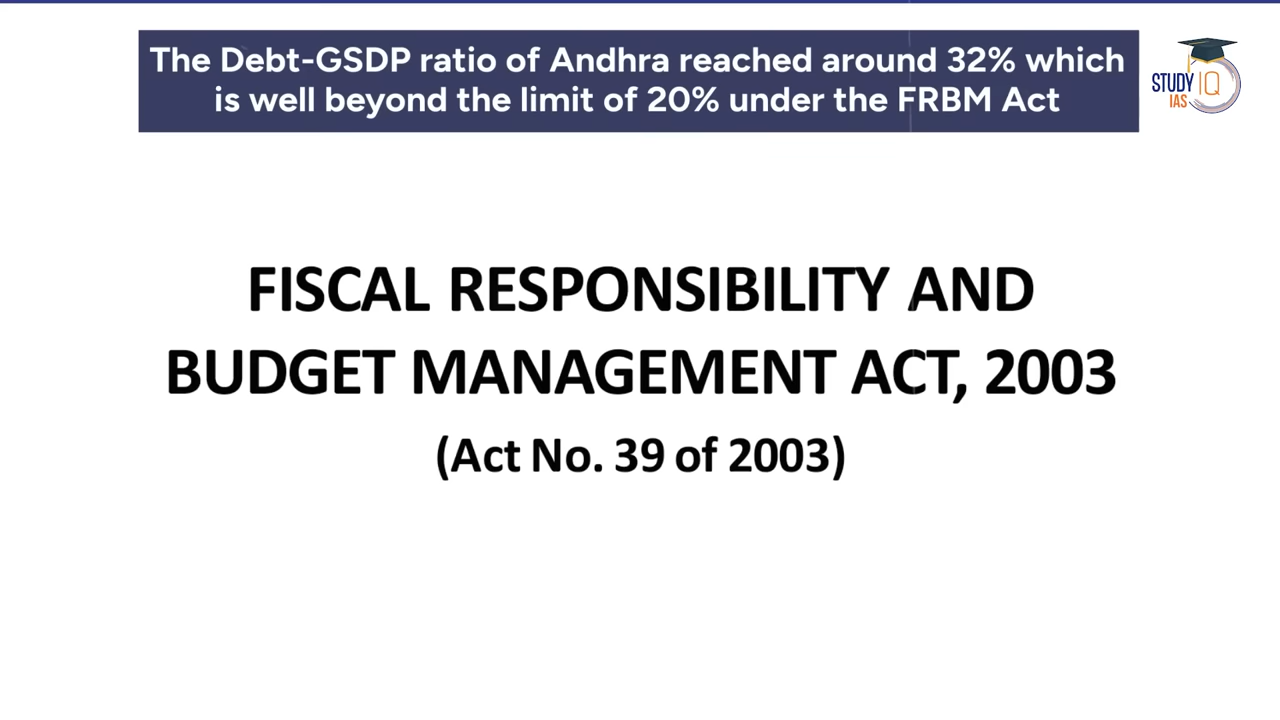 The Debt-GSDP ratio of Andhra reached around 32% which
is well beyond the limit of 20% under the FRBM Act
STUDY IQ
IAS
FISCAL RESPONSIBILITY AND
BUDGET MANAGEMENT ACT, 2003
(Act No. 39 of 2003)